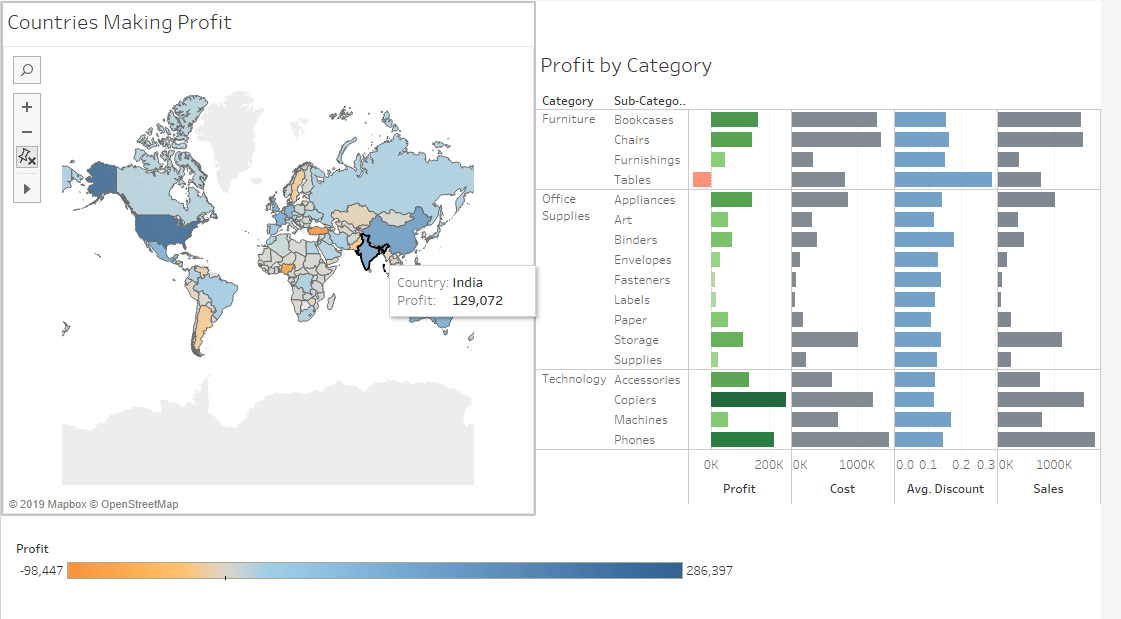 Countries Making Profit
Country: India
Profit: 129,072
© 2019 Mapbox © OpenStreetMap
Profit by Category
Category Sub-Catego..
Furniture Bookcases
Chairs
Furnishings
Tables
Office Supplies Appliances
Art
Binders
Envelopes
Fasteners
Labels
Paper
Storage
Supplies
Technology Accessories
Copiers
Machines
Phones
0K 200K 0K 1000K 0.0 0.1 0.2 0.3 0K 1000K
Profit Cost Avg. Discount Sales
Profit
-98,447 286,397